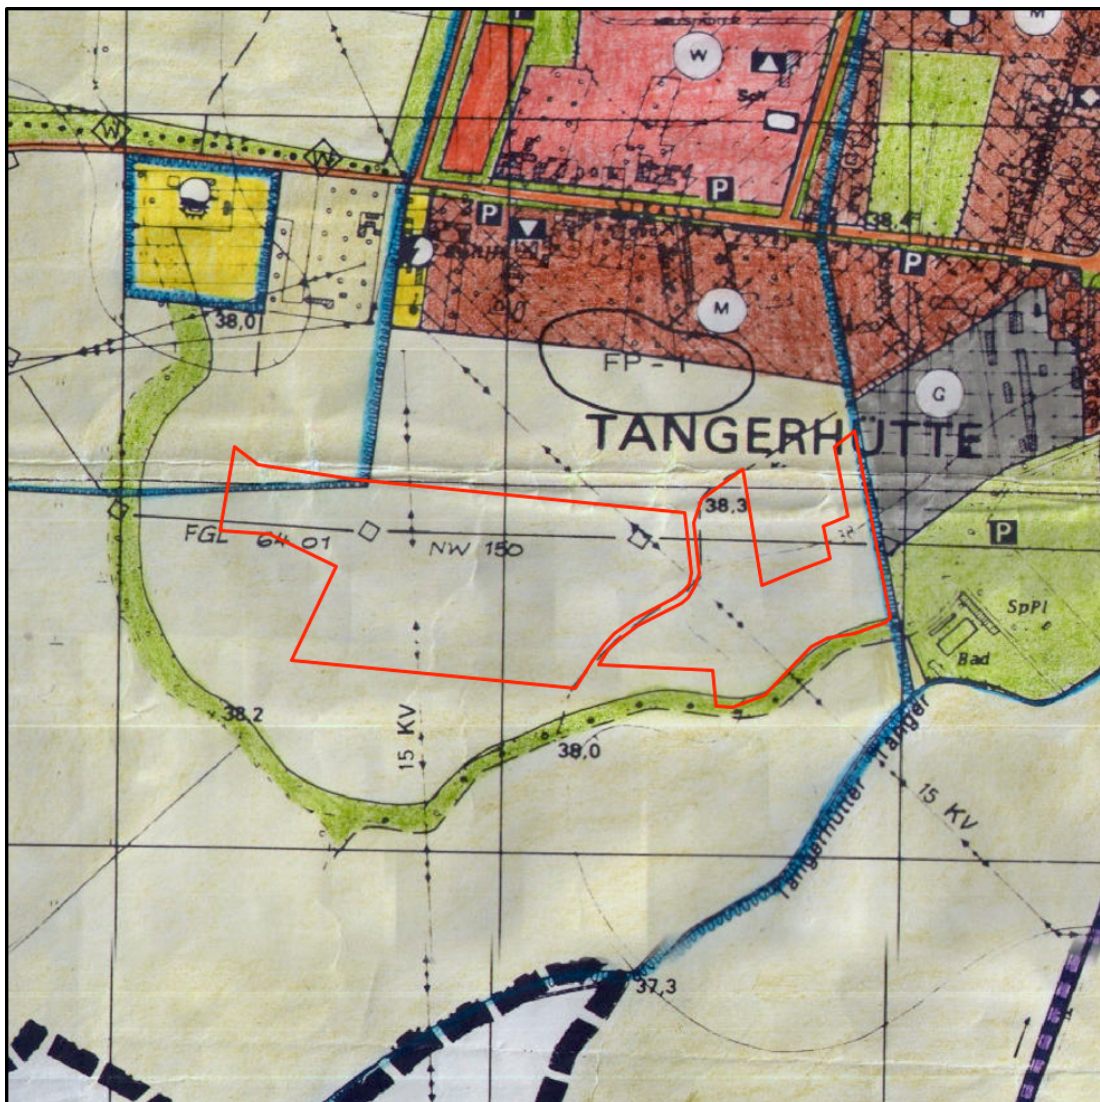 M
W
W
W
P
P
38,4
P
38,0
M
FP - 1
G
TANGERHÜTTE
38,3
FGL 64 01
NW 150
P
SpPl
Bad
38,2
15 KV
38,0
Tanger
15 KV
Tangerhütter
37,3